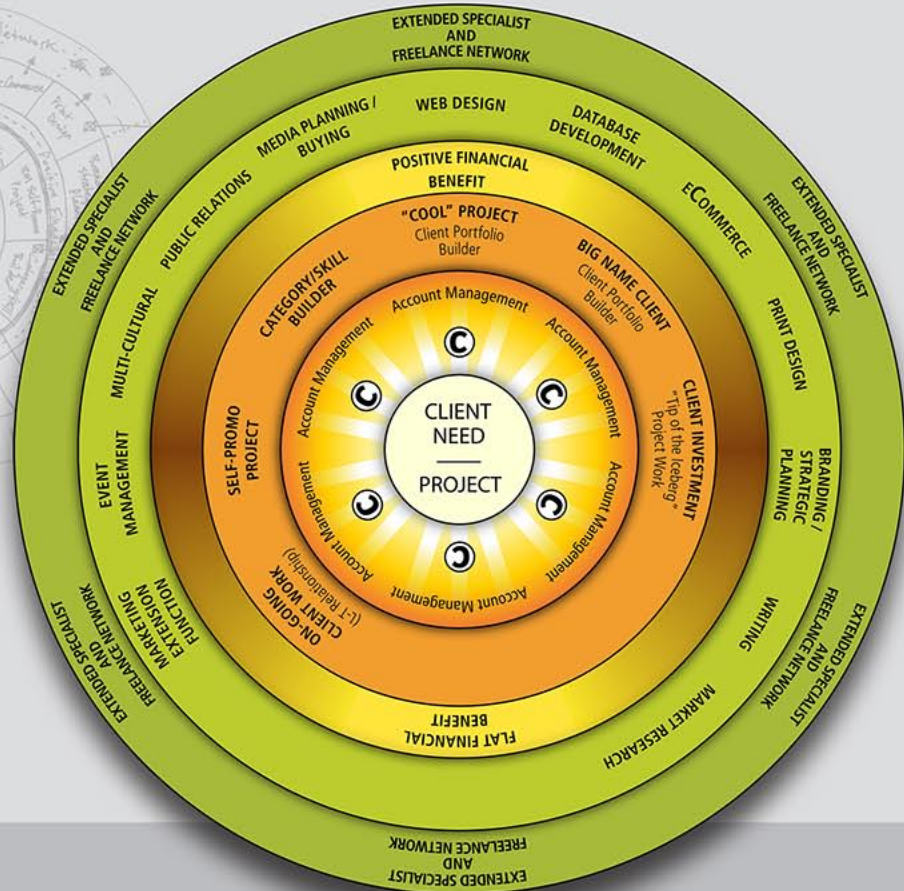 EXTENDED SPECIALIST
AND
FREELANCE NETWORK
EXTENDED SPECIALIST
AND
FREELANCE NETWORK
EXTENDED SPECIALIST
AND
FREELANCE NETWORK
EXTENDED SPECIALIST
AND
FREELANCE NETWORK
EXTENDED SPECIALIST
AND
FREELANCE NETWORK
EXTENDED SPECIALIST
AND
FREELANCE NETWORK
WEB DESIGN
DATABASE
DEVELOPMENT
eCOMMERCE
PRINT DESIGN
BRANDING /
STRATEGIC
PLANNING
WRITING
MARKET RESEARCH
MARKETING
EXTENSION
FUNCTION
EVENT
MANAGEMENT
MULTI-CULTURAL
PUBLIC RELATIONS
MEDIA PLANNING /
BUYING
POSITIVE FINANCIAL
BENEFIT
FLAT FINANCIAL
BENEFIT
"COOL" PROJECT
Client Portfolio
Builder
BIG NAME CLIENT
Client Portfolio
Builder
CLIENT INVESTMENT
"Tip of the Iceberg"
Project Work
ON-GOING
CLIENT WORK
(L-T Relationship)
SELF-PROMO
PROJECT
CATEGORY/SKILL
BUILDER
Account Management
Account Management
Account Management
Account Management
Account Management
Account Management
C
C
C
C
C
C
CLIENT
NEED
PROJECT